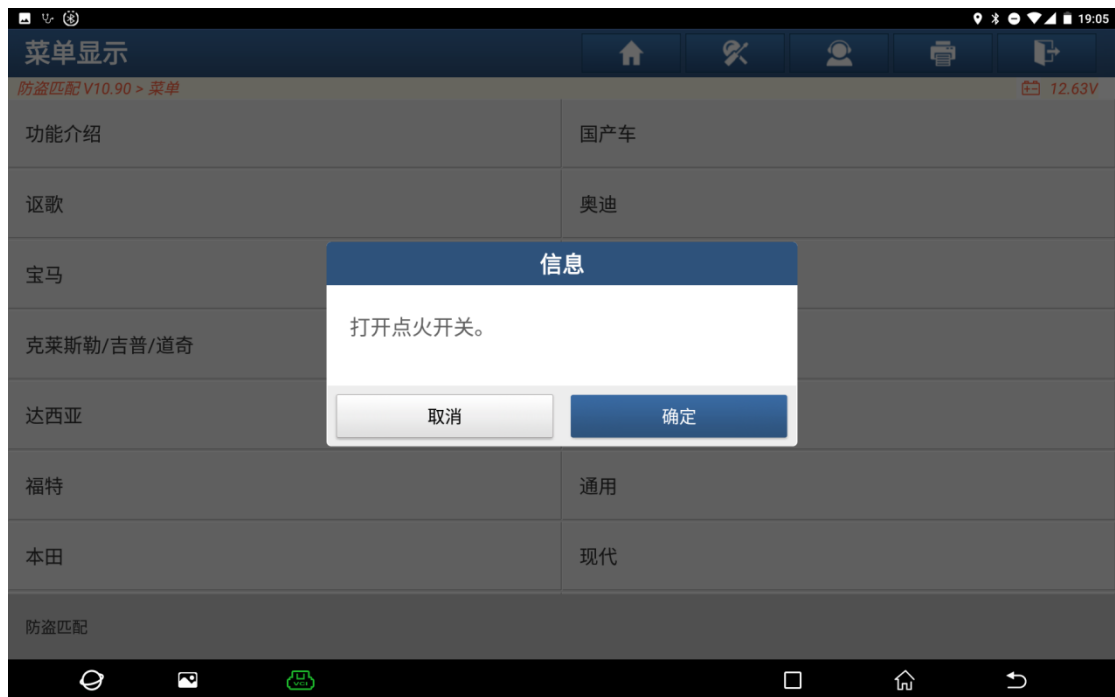 19:05
菜单显示
防盗匹配 V10.90 > 菜单
12.63V
功能介绍
国产车
讴歌
奥迪
宝马
信息
打开点火开关。
克莱斯勒/吉普/道奇
达西亚
取消
确定
福特
通用
本田
现代
防盗匹配
VCI